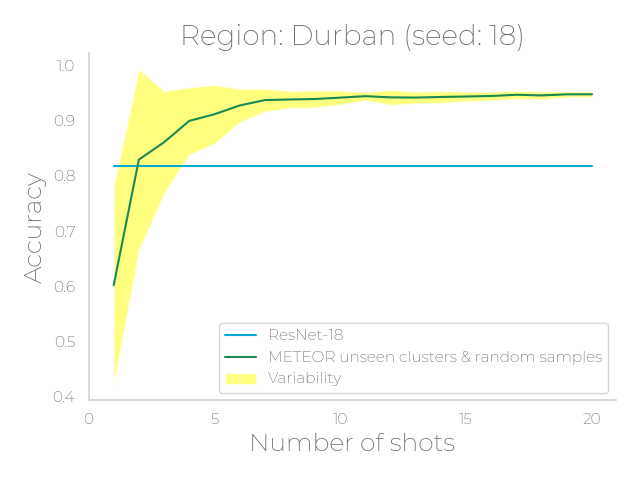 Region: Durban (seed: 18)
1.0
0.9
0.8
0.7
0.6
0.5
0.4
Accuracy
ResNet-18
METEOR unseen clusters & random samples
Variability
0
5
10
15
20
Number of shots